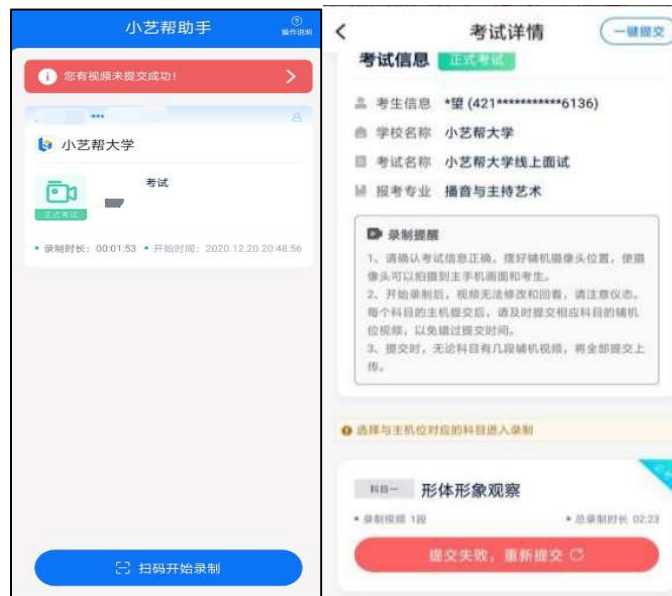 小艺帮助手
操作说明
您有视频未提交成功!
***
小艺帮大学
考试
正式考试
• 录制时长：00:01:53 • 开始时间：2020.12.20 20:48:56
扫码开始录制
考试详情
一键提交
考试信息 正式考试
考生信息 *望 (421***********6136)
学校名称 小艺帮大学
考试名称 小艺帮大学线上面试
报考专业 播音与主持艺术
录制提醒
1、请确认考试信息正确，摆好辅机摄像头位置，使摄
像头可以拍摄到主手机画面和考生。
2、开始录制后，视频无法修改和回看，请注意仪态。
每个科目的主机提交后，请及时提交相应科目的辅机
位视频，以免错过提交时间。
3、提交时，无论科目有几段辅机视频，将全部提交上
传。
选择与主机位对应的科目进入录制
科目一 形体形象观察
• 录制视频 1段 • 总录制时长 02:23
提交失败，重新提交